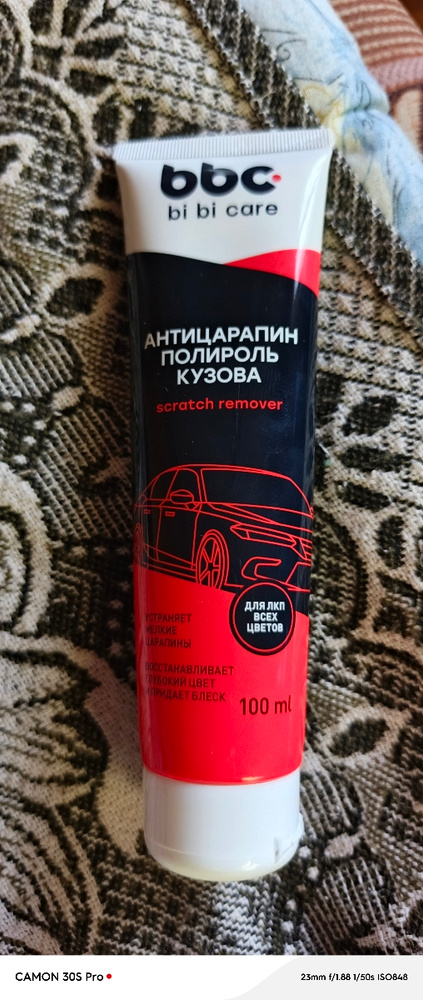 bbc
bi bi care
АНТИЦАРАПИН
ПОЛИРОЛЬ
КУЗОВА
scratch remover
ДЛЯ ЛКП
ВСЕХ
ЦВЕТОВ
УСТРАНЯЕТ
МЕЛКИЕ
ЦАРАПИНЫ
ВОССТАНАВЛИВАЕТ
ГЛУБОКИЙ ЦВЕТ
И ПРИДАЕТ БЛЕСК
100 ml
CAMON 30S Pro
23mm f/1.88 1/50s ISO848